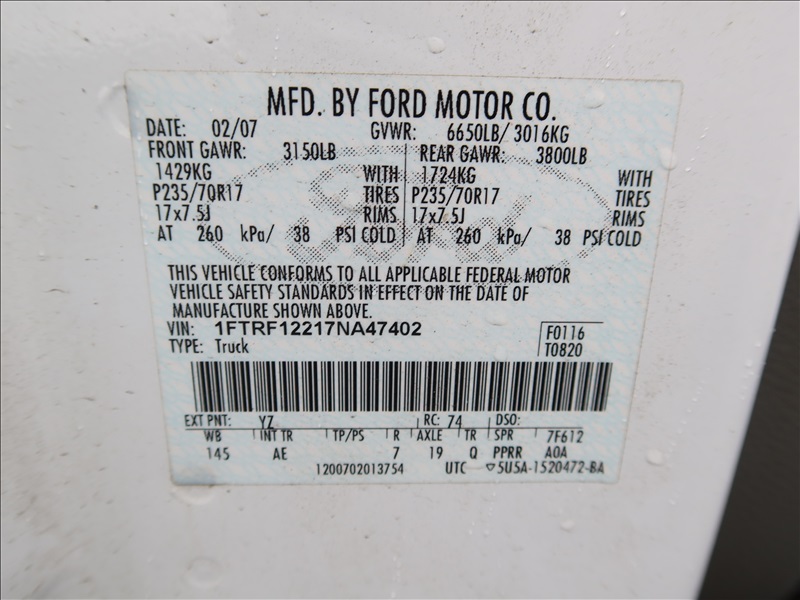 MFD. BY FORD MOTOR CO.
DATE: 02/07 GVWR: 6650LB/ 3016KG
FRONT GAWR: 3150LB REAR GAWR: 3800LB
1429KG WITH 1724KG WITH
P235/70R17 TIRES P235/70R17 TIRES
17x7.5J RIMS 17x7.5J RIMS
AT 260 kPa/ 38 PSI COLD AT 260 kPa/ 38 PSI COLD
Ford
THIS VEHICLE CONFORMS TO ALL APPLICABLE FEDERAL MOTOR
VEHICLE SAFETY STANDARDS IN EFFECT ON THE DATE OF
MANUFACTURE SHOWN ABOVE.
VIN: 1FTRF12217NA47402 F0116
TYPE: Truck T0820
EXT PNT: YZ RC: 74 DSO:
WB INT TR TP/PS R AXLE TR SPR 7F612
145 AE 7 19 Q PPRR A0A
1200702013754 UTC ▽5U5A-1520472-BA